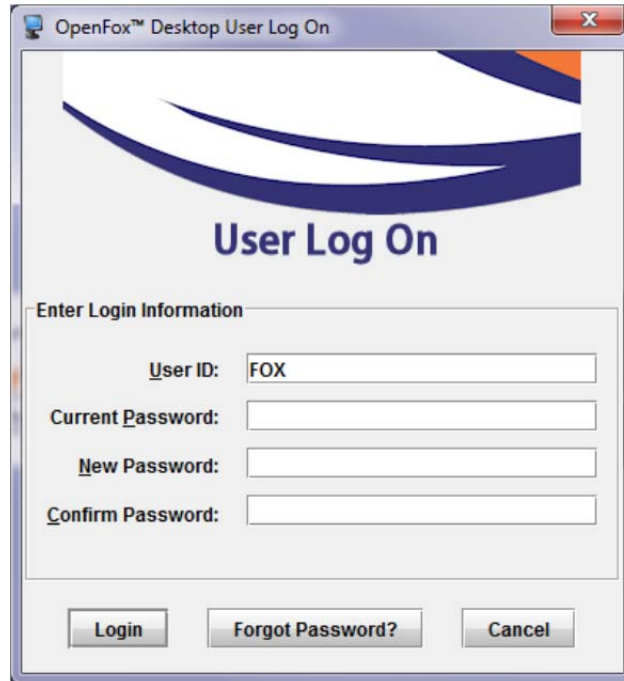 OpenFox™ Desktop User Log On
User Log On
Enter Login Information
User ID: FOX
Current Password:
New Password:
Confirm Password:
Login Forgot Password? Cancel